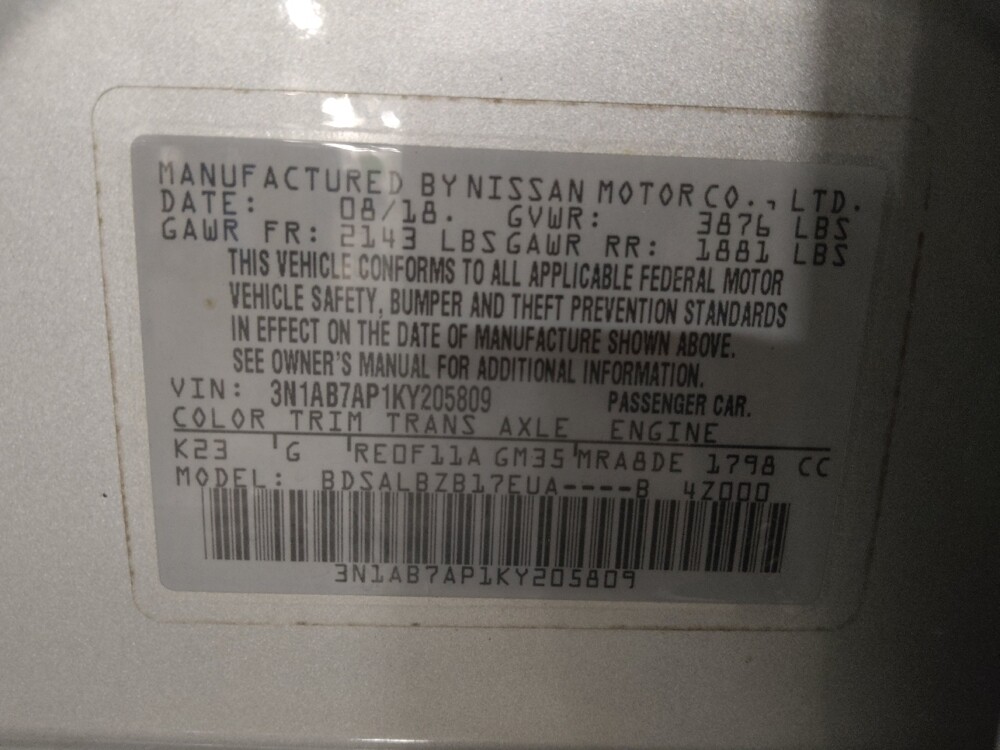 MANUFACTURED BY NISSAN MOTOR CO., LTD.
DATE: 08/18. GVWR: 3876 LBS
GAWR FR: 2143 LBS GAWR RR: 1881 LBS
THIS VEHICLE CONFORMS TO ALL APPLICABLE FEDERAL MOTOR
VEHICLE SAFETY, BUMPER AND THEFT PREVENTION STANDARDS
IN EFFECT ON THE DATE OF MANUFACTURE SHOWN ABOVE.
SEE OWNER'S MANUAL FOR ADDITIONAL INFORMATION.
VIN: 3N1AB7AP1KY205809 PASSENGER CAR.
COLOR TRIM TRANS AXLE ENGINE
K23 G RE0F11A GM35 MRA8DE 1798 CC
MODEL: BDSALBZB17EUA----B 4Z000
3N1AB7AP1KY205809